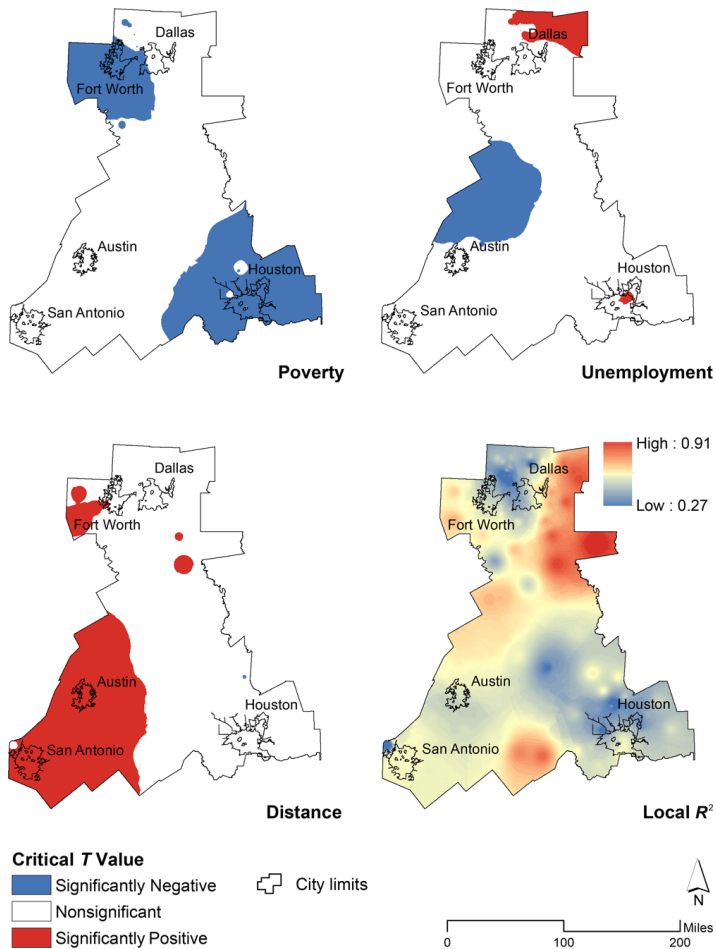 Dallas
Fort Worth
Austin
Houston
San Antonio
Poverty
Dallas
Fort Worth
Austin
Houston
San Antonio
Unemployment
Dallas
Fort Worth
Austin
Houston
San Antonio
Distance
High : 0.91
Low : 0.27
Dallas
Fort Worth
Austin
Houston
San Antonio
Local R²
Critical T Value
Significantly Negative
Nonsignificant
Significantly Positive
City limits
N
Miles
0 100 200